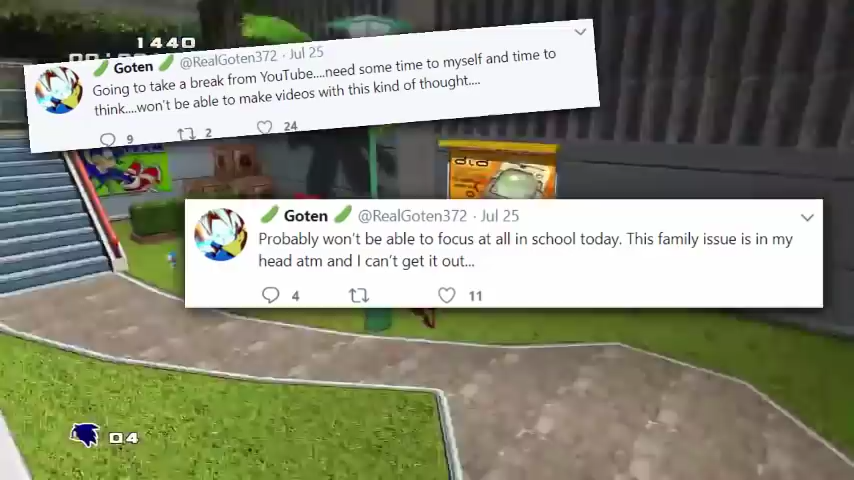 1440
Goten @RealGoten372 · Jul 25
Going to take a break from YouTube....need some time to myself and time to
think....won't be able to make videos with this kind of thought....
9 2 24
Goten @RealGoten372 · Jul 25
Probably won't be able to focus at all in school today. This family issue is in my
head atm and I can't get it out...
4 11
04